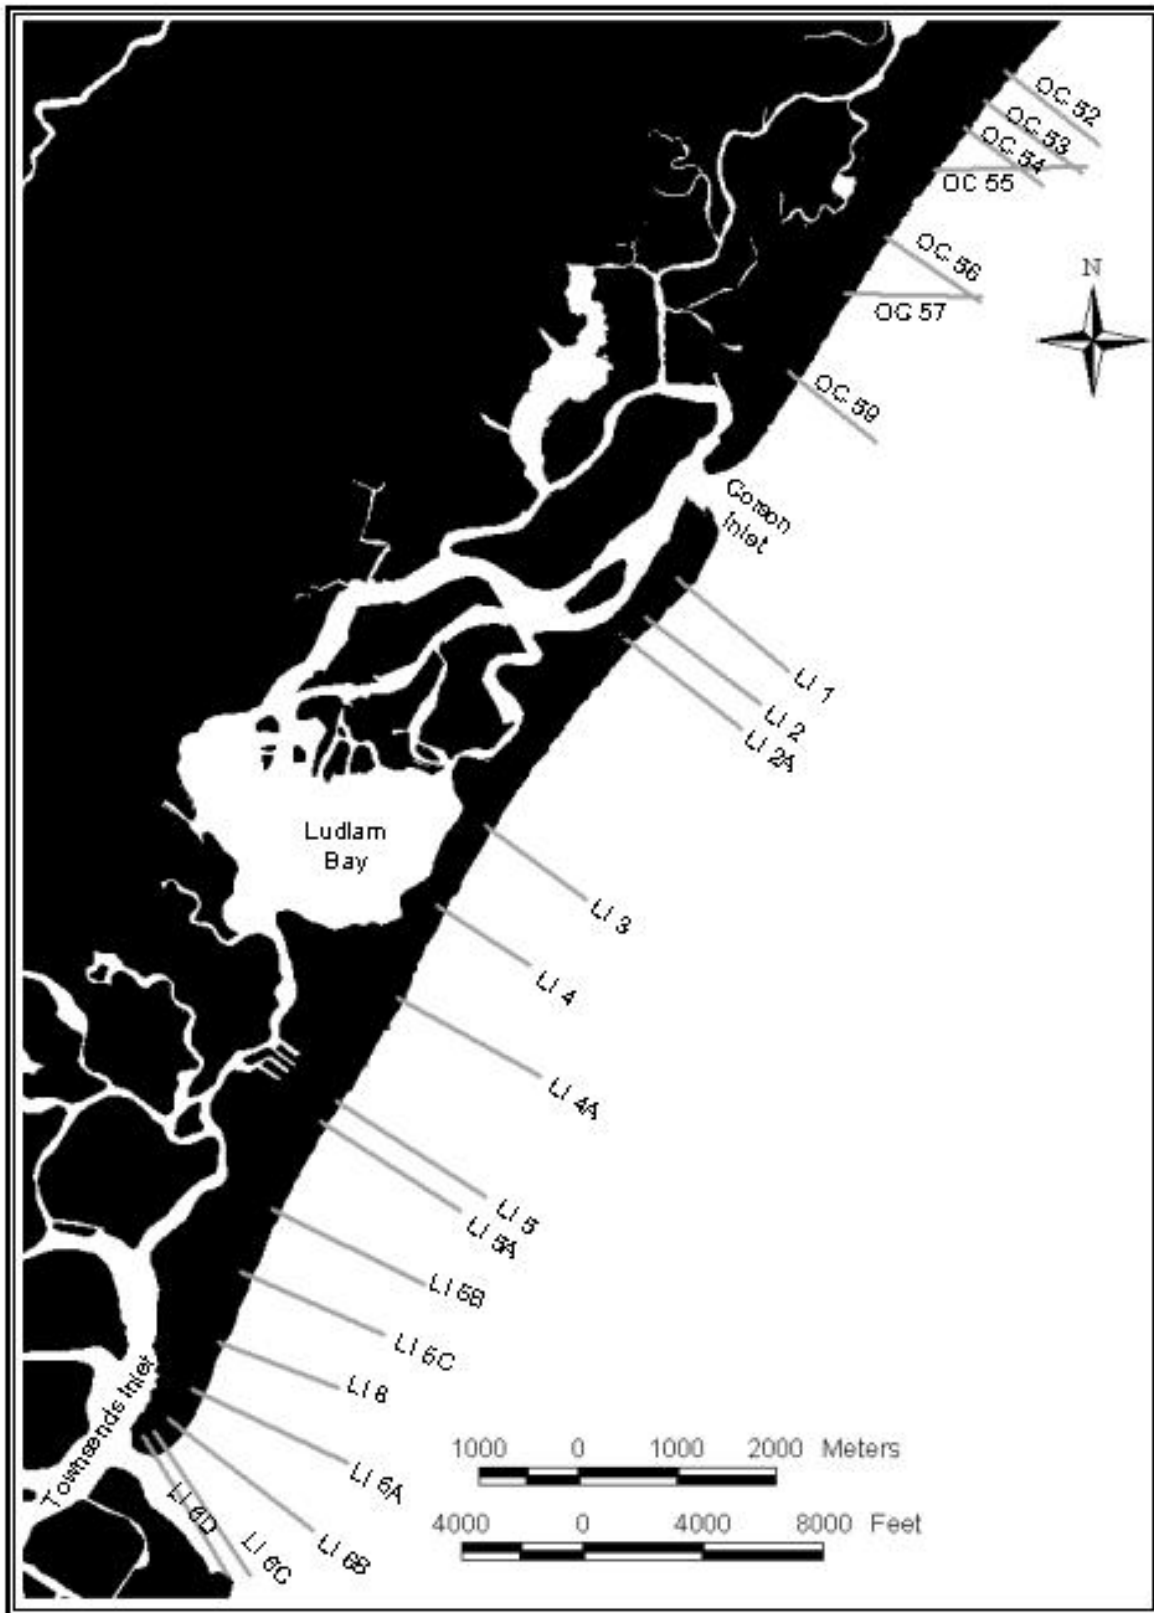 OC 52
OC 53
OC 54
OC 55
OC 56
N
OC 57
OC 59
Corson
Inlet
LI 1
LI 2
LI 2A
Ludlam
Bay
LI 3
LI 4
LI 4A
LI 5
LI 5A
LI 5B
LI 5C
LI 6
Townsends Inlet
LI 6A
LI 6B
LI 6C
LI 6D
1000 0 1000 2000 Meters
4000 0 4000 8000 Feet